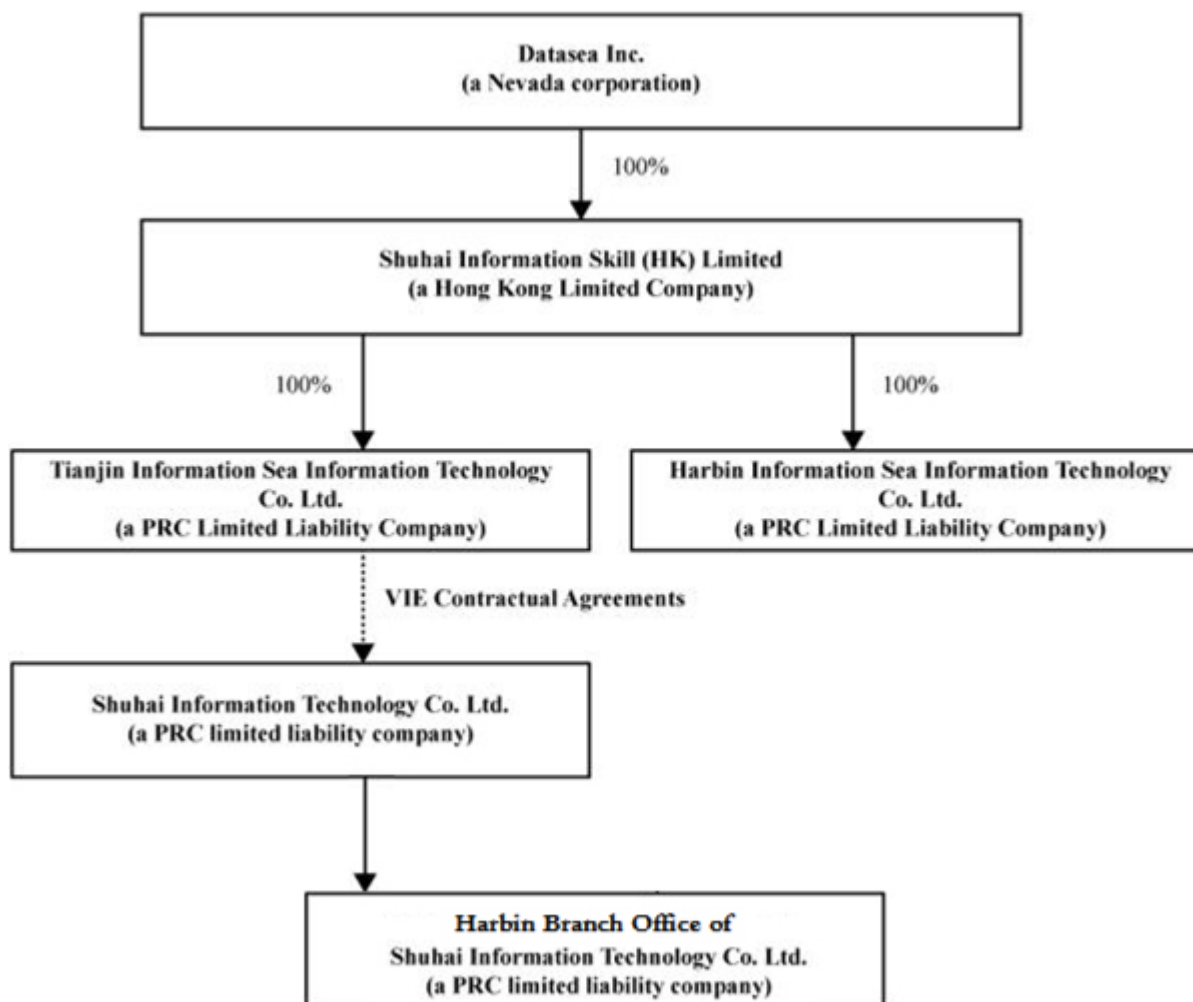 Datasea Inc.
(a Nevada corporation)
100%
Shuhai Information Skill (HK) Limited
(a Hong Kong Limited Company)
100%
100%
Tianjin Information Sea Information Technology
Co. Ltd.
(a PRC Limited Liability Company)
Harbin Information Sea Information Technology
Co. Ltd.
(a PRC Limited Liability Company)
VIE Contractual Agreements
Shuhai Information Technology Co. Ltd.
(a PRC limited liability company)
Harbin Branch Office of
Shuhai Information Technology Co. Ltd.
(a PRC limited liability company)